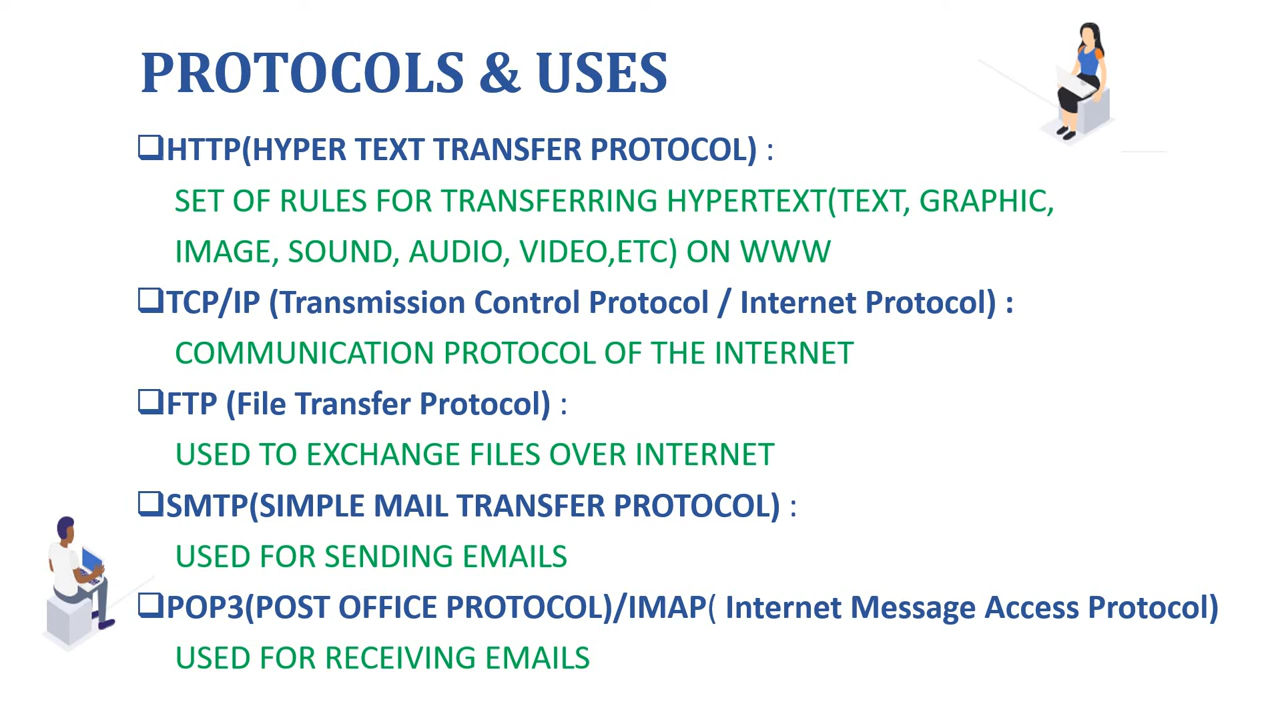 PROTOCOLS & USES
❑HTTP(HYPER TEXT TRANSFER PROTOCOL) :
SET OF RULES FOR TRANSFERRING HYPERTEXT(TEXT, GRAPHIC,
IMAGE, SOUND, AUDIO, VIDEO,ETC) ON WWW
❑TCP/IP (Transmission Control Protocol / Internet Protocol) :
COMMUNICATION PROTOCOL OF THE INTERNET
❑FTP (File Transfer Protocol) :
USED TO EXCHANGE FILES OVER INTERNET
❑SMTP(SIMPLE MAIL TRANSFER PROTOCOL) :
USED FOR SENDING EMAILS
❑POP3(POST OFFICE PROTOCOL)/IMAP( Internet Message Access Protocol)
USED FOR RECEIVING EMAILS